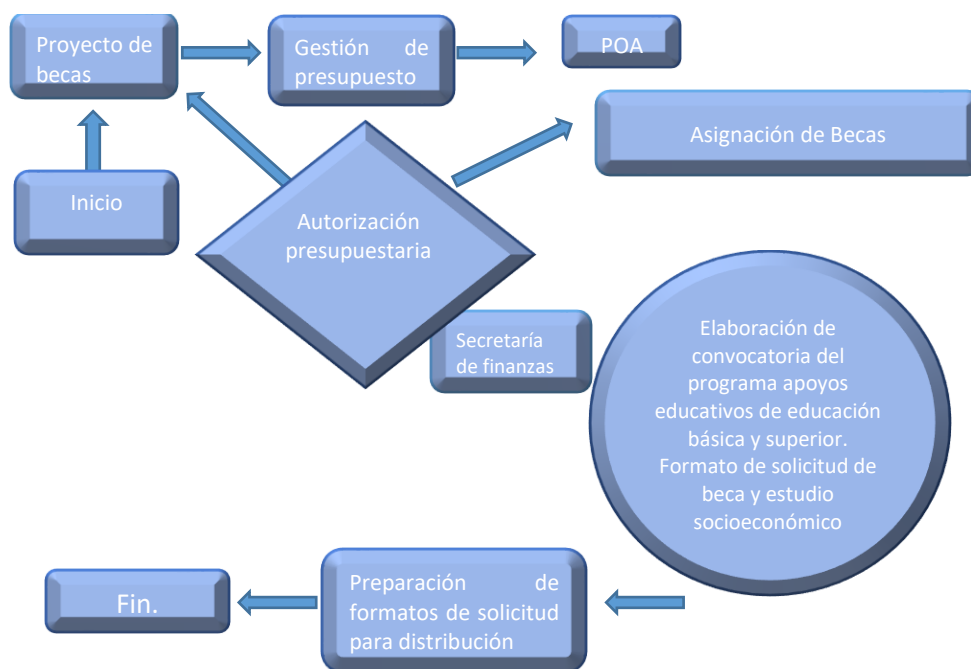 Proyecto de
becas
Gestión de
presupuesto
POA
Asignación de Becas
Inicio
Autorización
presupuestaria
Secretaría
de finanzas
Elaboración de
convocatoria del
programa apoyos
educativos de educación
básica y superior.
Formato de solicitud de
beca y estudio
socioeconómico
Preparación de
formatos de solicitud
para distribución
Fin.